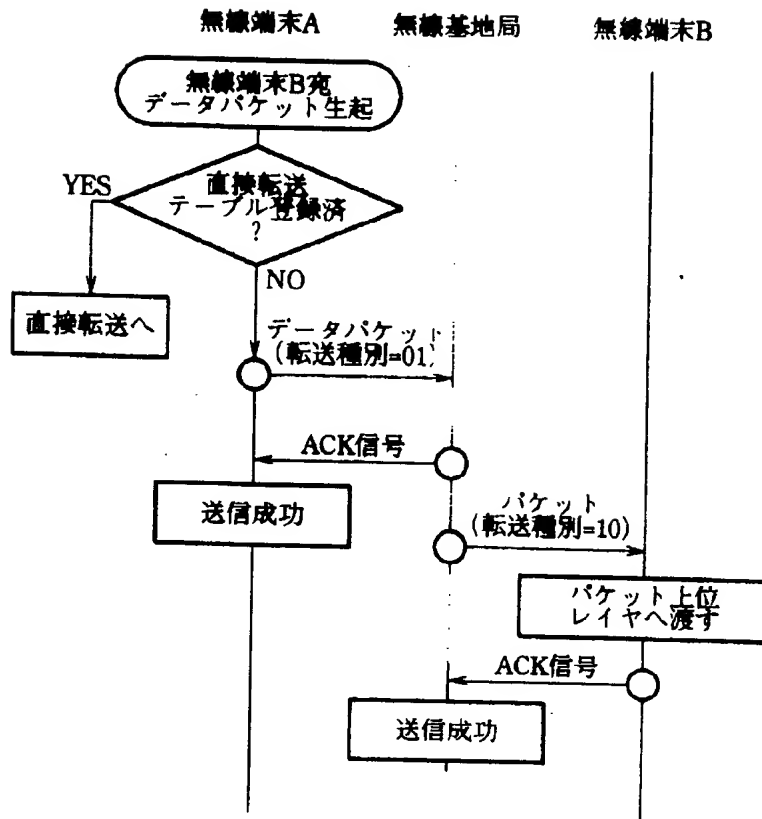 無線端末A 無線基地局 無線端末B
無線端末B宛
データパケット生起
YES
直接転送
テーブル登録済
?
NO
直接転送へ
データパケット
(転送種別=01)
ACK信号
送信成功
パケット
(転送種別=10)
パケット上位
レイヤへ渡す
ACK信号
送信成功